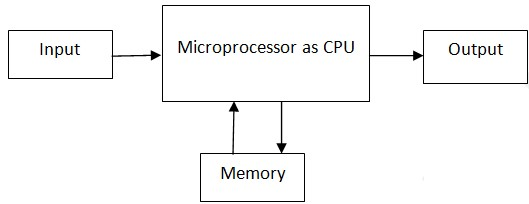 Input
Microprocessor as CPU
Output
Memory